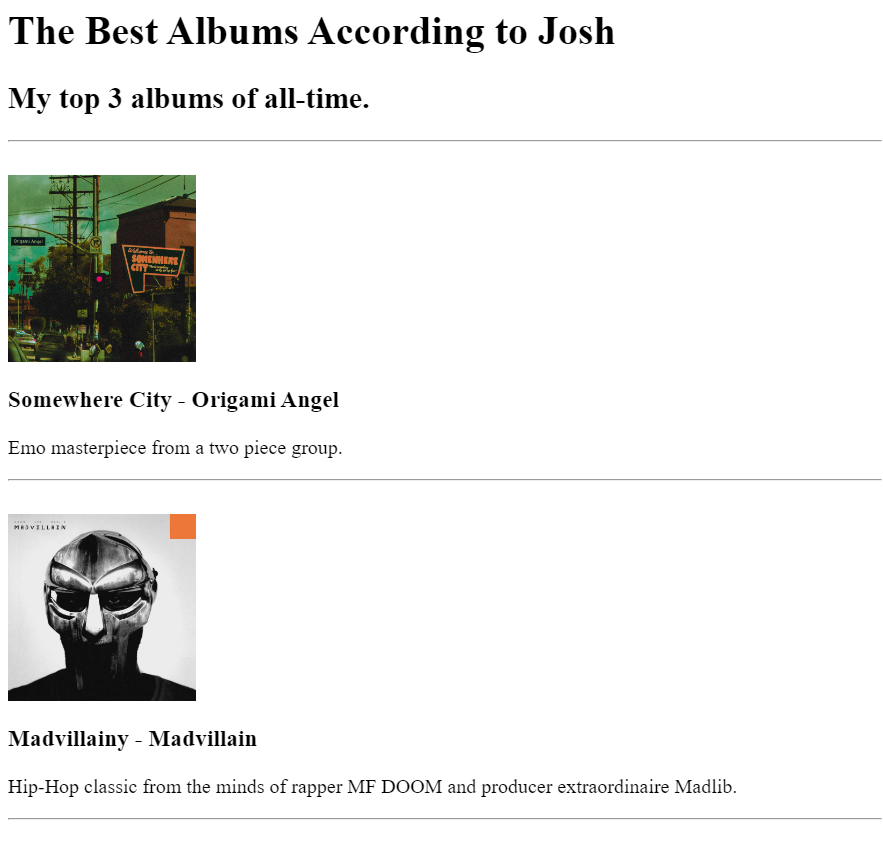 The Best Albums According to Josh
My top 3 albums of all-time.
Origami Angel
Welcome To
SOMEWHERE
CITY
Somewhere City - Origami Angel
Emo masterpiece from a two piece group.
MADVILLAIN
Madvillainy - Madvillain
Hip-Hop classic from the minds of rapper MF DOOM and producer extraordinaire Madlib.